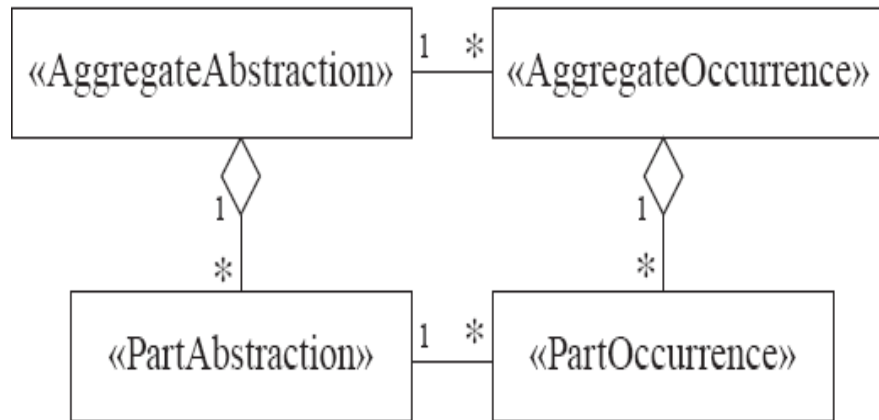 «AggregateAbstraction» 1 * «AggregateOccurrence»
1 1
* *
«PartAbstraction» 1 * «PartOccurrence»